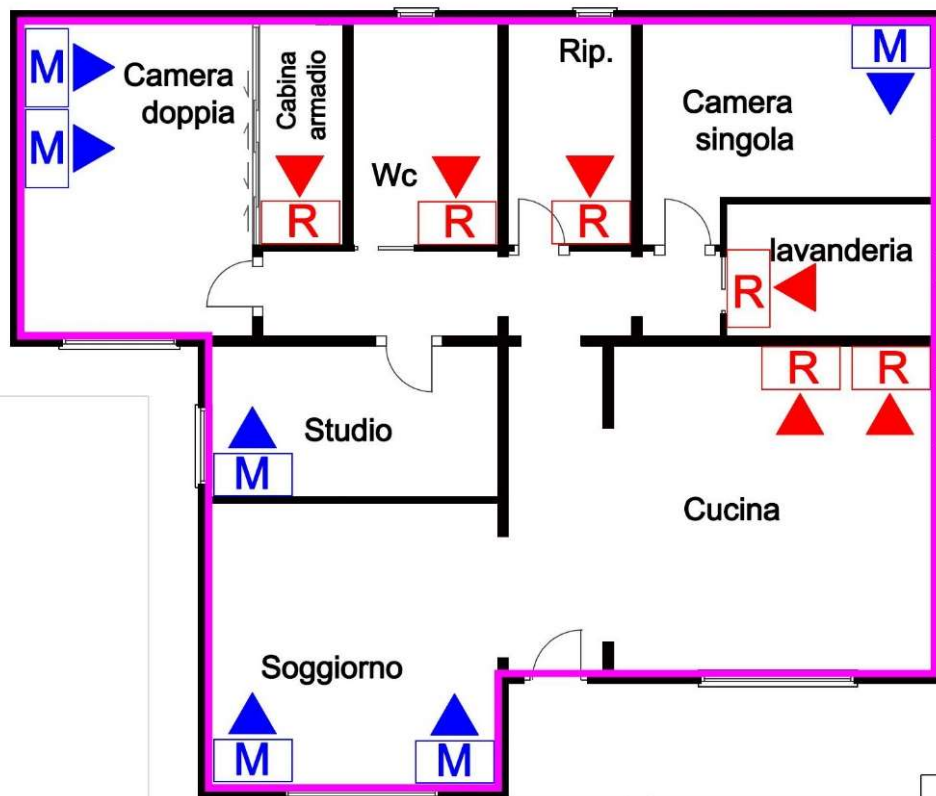 M
M
Camera
doppia
Cabina
armadio
R
Wc
R
Rip.
R
Camera
singola
M
lavanderia
R
R
R
Studio
M
Cucina
Soggiorno
M
M